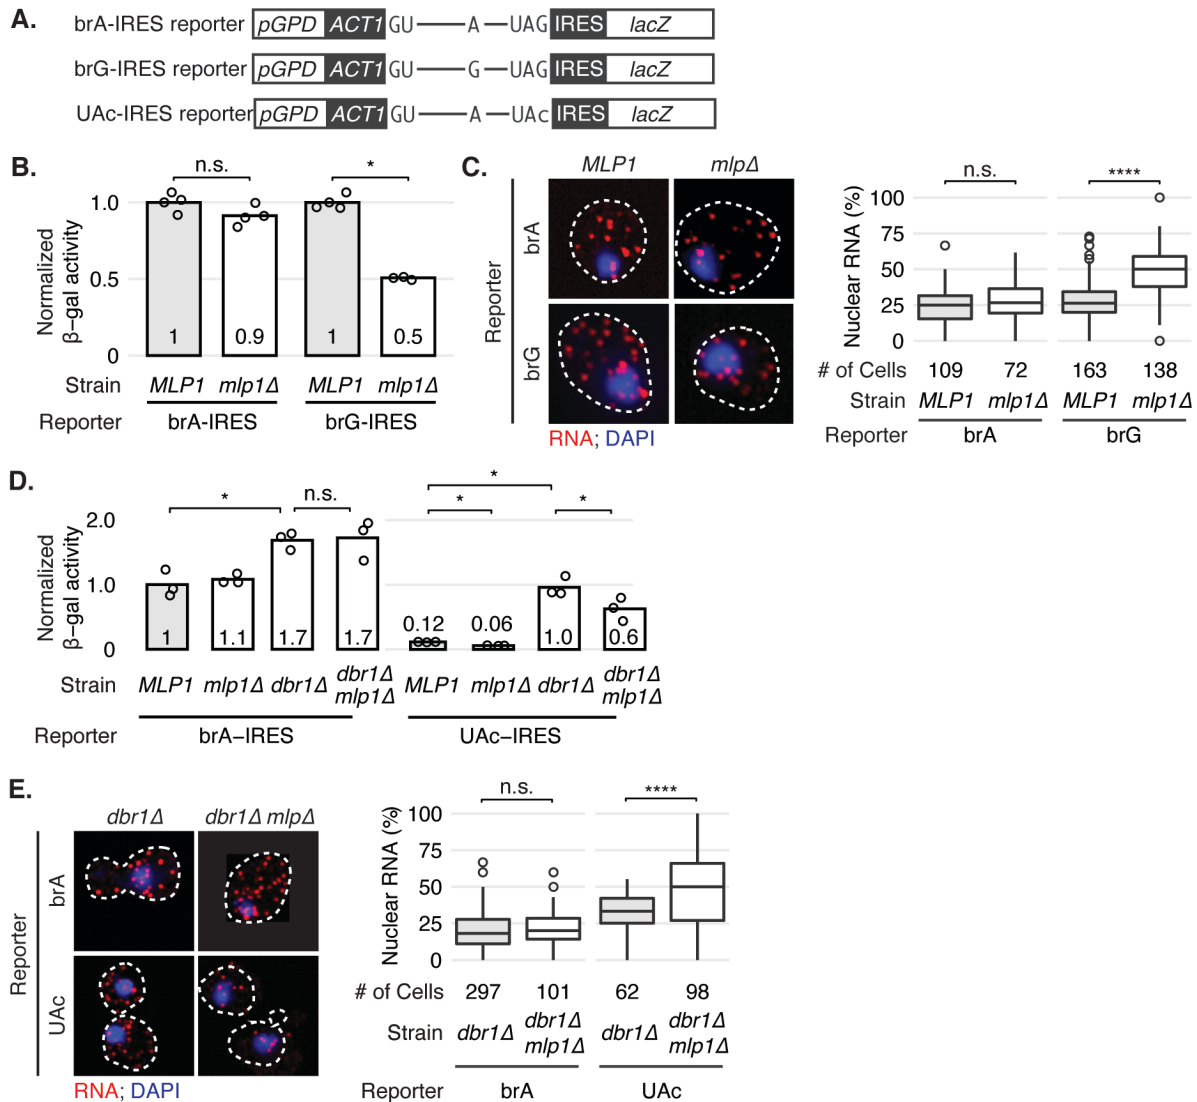 A.
brA-IRES reporter pGPD ACT1 GU A UAG IRES lacZ
brG-IRES reporter pGPD ACT1 GU G UAG IRES lacZ
UAc-IRES reporter pGPD ACT1 GU A UAc IRES lacZ
B.
n.s. *
Normalized
β-gal activity
1.0
0.5
0
1 0.9 1 0.5
Strain MLP1 mlp1Δ MLP1 mlp1Δ
Reporter brA-IRES brG-IRES
C.
MLP1 mlpΔ
Reporter
brA
brG
RNA; DAPI
n.s. ****
Nuclear RNA (%)
100
75
50
25
0
# of Cells 109 72 163 138
Strain MLP1 mlp1Δ MLP1 mlp1Δ
Reporter brA brG
D.
* n.s. * * *
Normalized
β-gal activity
2.0
1.0
0
1 1.1 1.7 1.7 0.12 0.06 1.0 0.6
Strain MLP1 mlp1Δ dbr1Δ dbr1Δ mlp1Δ MLP1 mlp1Δ dbr1Δ dbr1Δ mlp1Δ
Reporter brA−IRES UAc−IRES
E.
dbr1Δ dbr1Δ mlpΔ
Reporter
brA
UAc
RNA; DAPI
n.s. ****
Nuclear RNA (%)
100
75
50
25
0
# of Cells 297 101 62 98
Strain dbr1Δ dbr1Δ mlp1Δ dbr1Δ dbr1Δ mlp1Δ
Reporter brA UAc